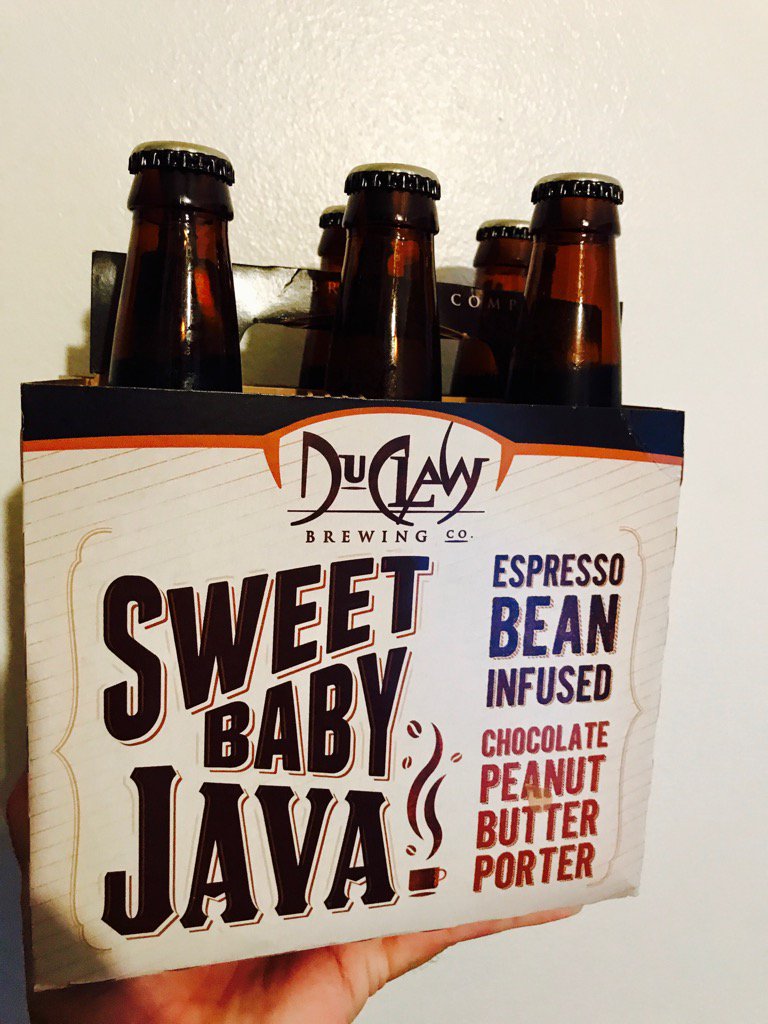 DUCLAW
BREWING CO.
SWEET
BABY
JAVA
ESPRESSO
BEAN
INFUSED
CHOCOLATE
PEANUT
BUTTER
PORTER